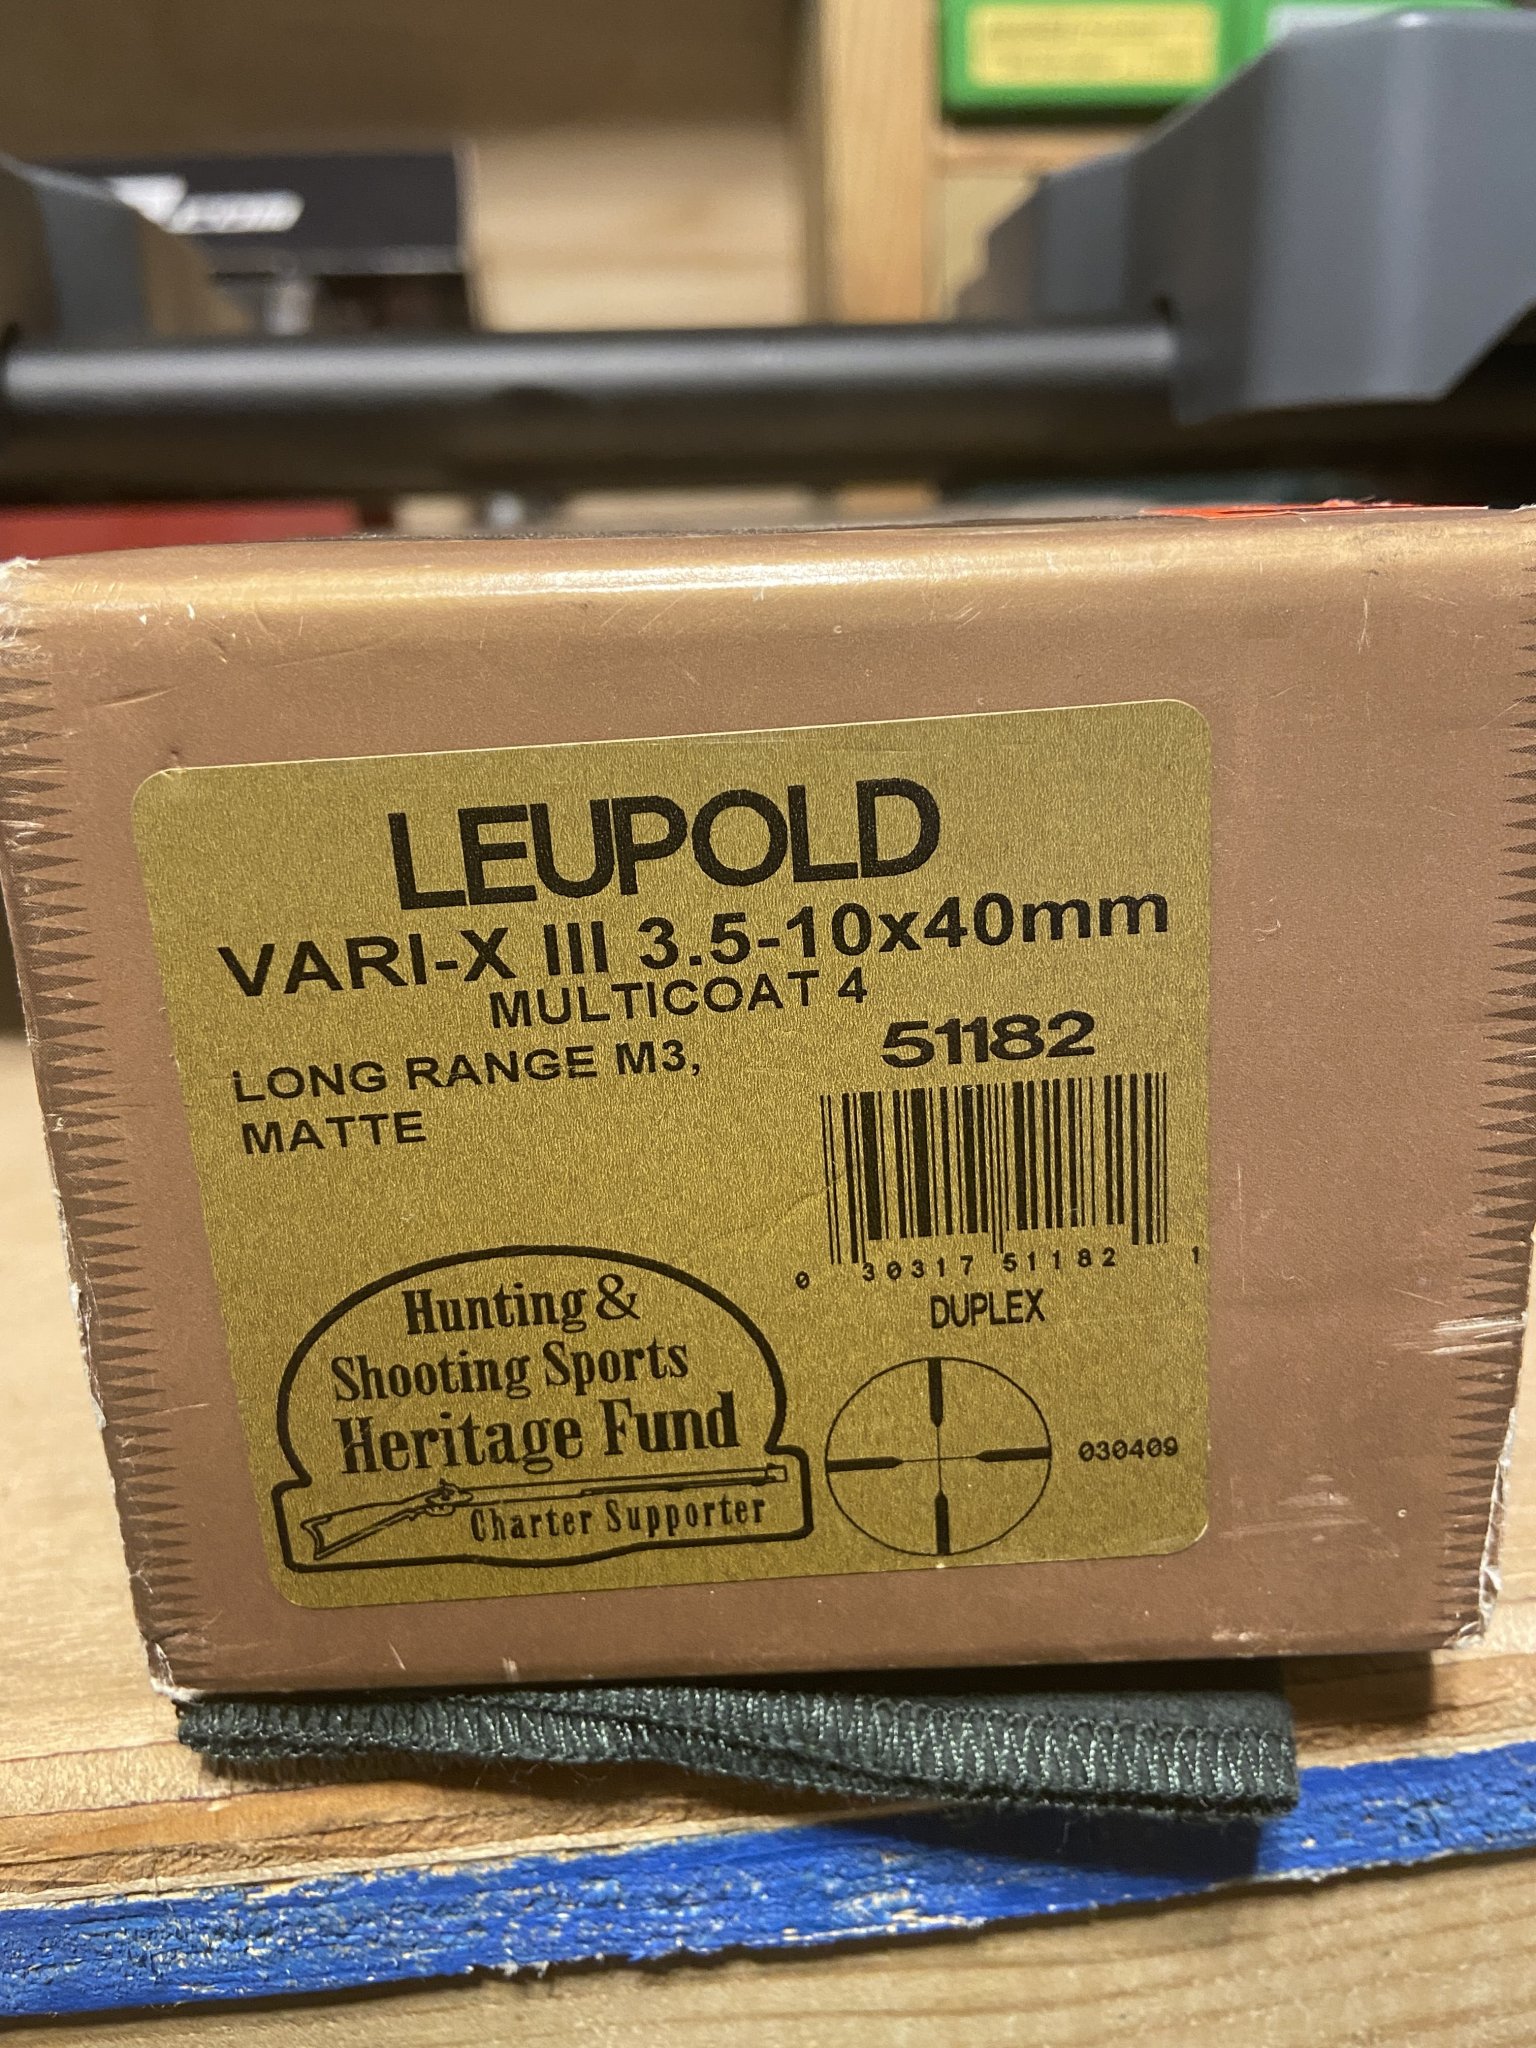 LEUPOLD
VARI-X III 3.5-10x40mm
MULTICOAT 4
LONG RANGE M3,
MATTE
51182
0 30317 51182 1
DUPLEX
030409
Hunting &
Shooting Sports
Heritage Fund
Charter Supporter